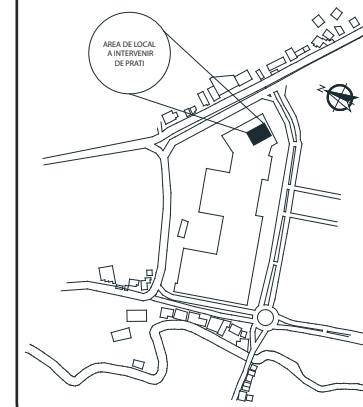 AREA DE LOCAL
A INTERVENIR
DE PRATI
N